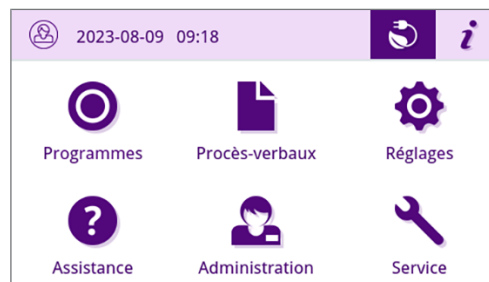 2023-08-09 09:18
Programmes Procès-verbaux Réglages
Assistance Administration Service